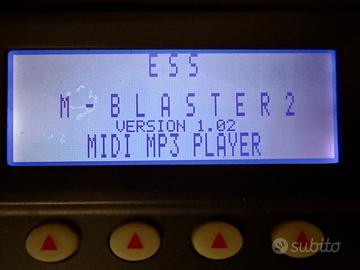 ESS
M-BLASTER2
VERSION 1.02
MIDI MP3 PLAYER
subito